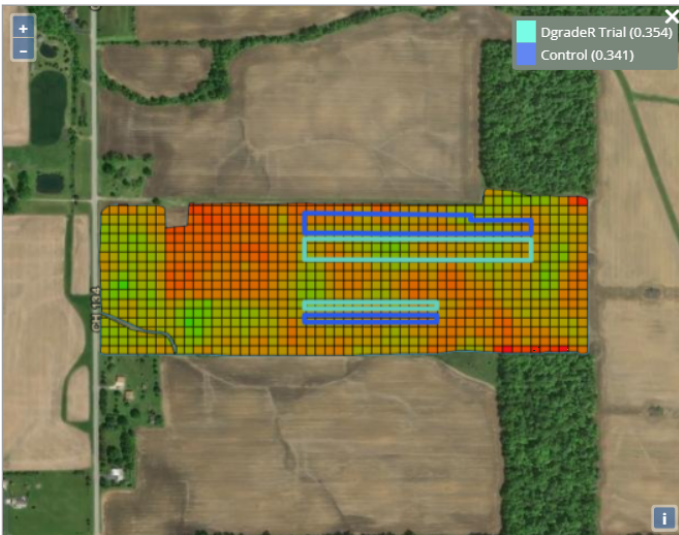 +
DgradeR Trial (0.354)
Control (0.341)
−
i